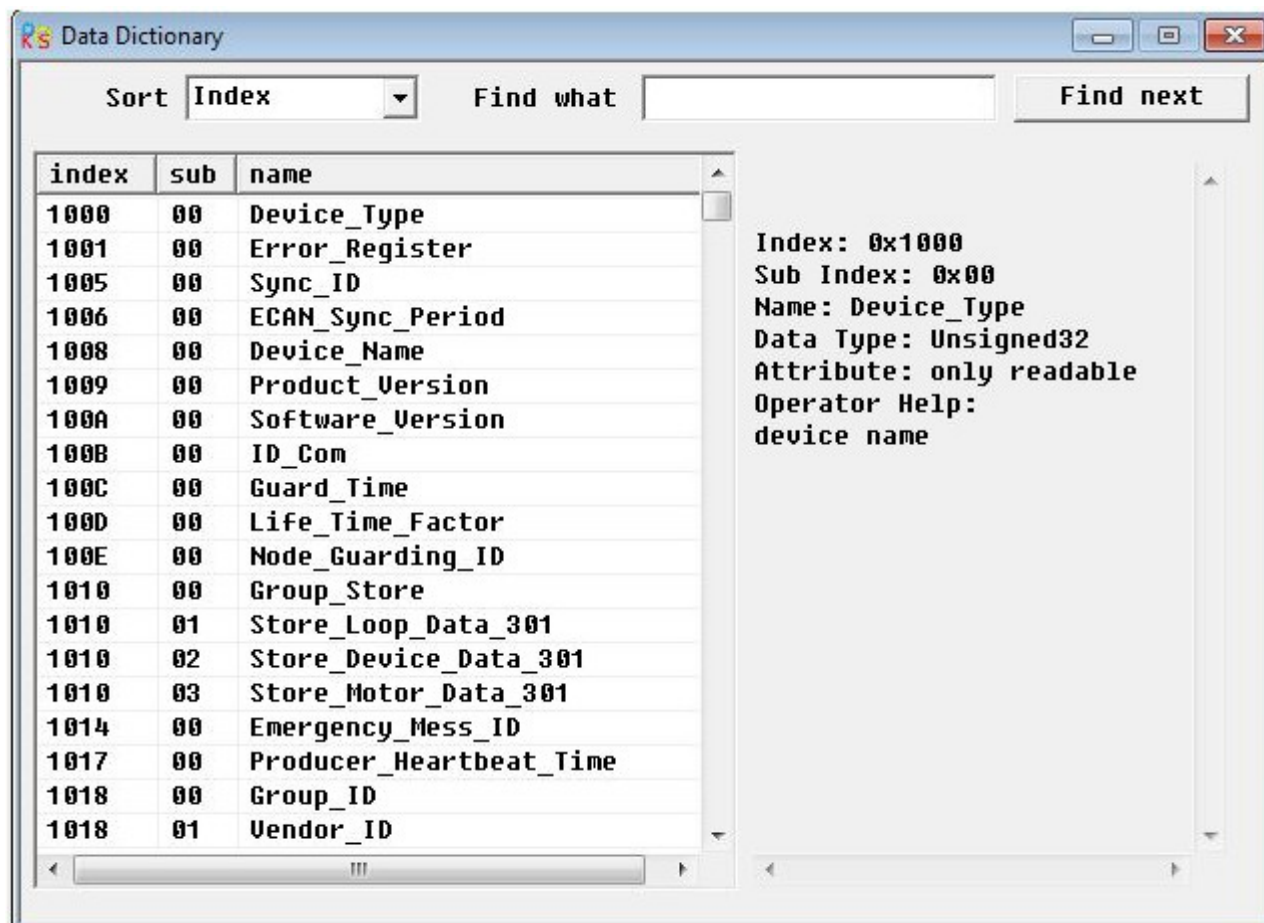 Data Dictionary
Sort Index Find what Find next
index sub name
1000 00 Device_Type
1001 00 Error_Register
1005 00 Sync_ID
1006 00 ECAN_Sync_Period
1008 00 Device_Name
1009 00 Product_Version
100A 00 Software_Version
100B 00 ID_Com
100C 00 Guard_Time
100D 00 Life_Time_Factor
100E 00 Node_Guarding_ID
1010 00 Group_Store
1010 01 Store_Loop_Data_301
1010 02 Store_Device_Data_301
1010 03 Store_Motor_Data_301
1014 00 Emergency_Mess_ID
1017 00 Producer_Heartbeat_Time
1018 00 Group_ID
1018 01 Vendor_ID
Index: 0x1000
Sub Index: 0x00
Name: Device_Type
Data Type: Unsigned32
Attribute: only readable
Operator Help:
device name